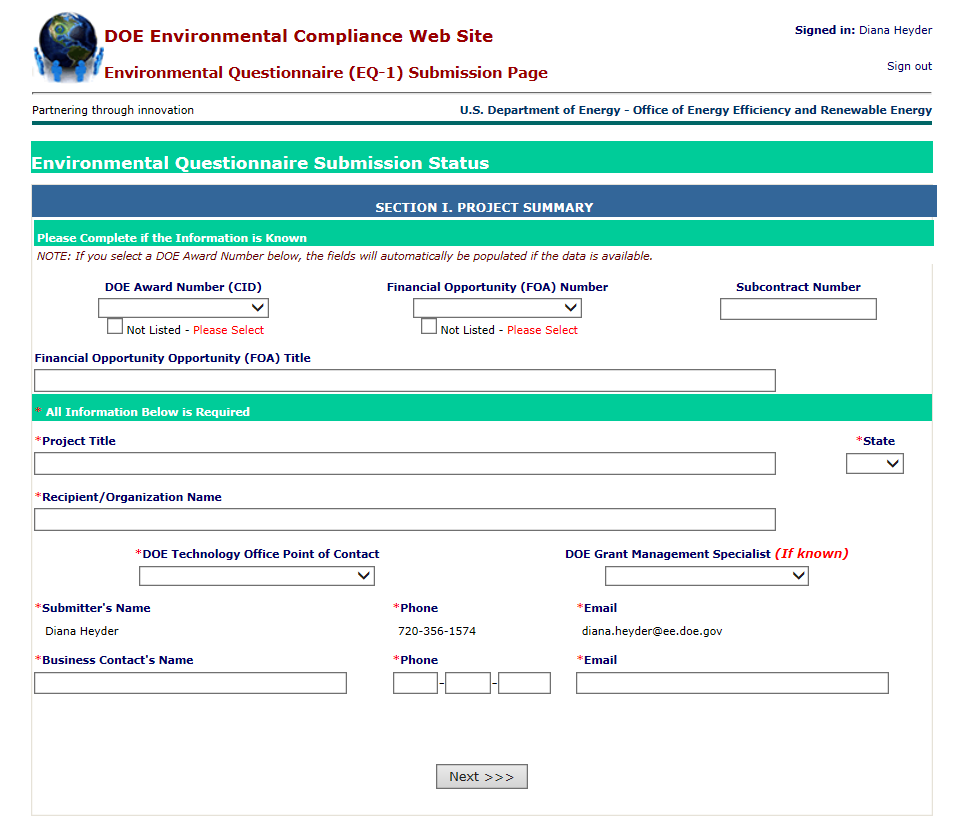 DOE Environmental Compliance Web Site
Signed in: Diana Heyder
Environmental Questionnaire (EQ-1) Submission Page
Sign out
Partnering through innovation
U.S. Department of Energy - Office of Energy Efficiency and Renewable Energy
Environmental Questionnaire Submission Status
SECTION I. PROJECT SUMMARY
Please Complete if the Information is Known
NOTE: If you select a DOE Award Number below, the fields will automatically be populated if the data is available.
DOE Award Number (CID) Financial Opportunity (FOA) Number Subcontract Number
Not Listed - Please Select Not Listed - Please Select
Financial Opportunity Opportunity (FOA) Title
* All Information Below is Required
*Project Title *State
*Recipient/Organization Name
*DOE Technology Office Point of Contact DOE Grant Management Specialist (If known)
*Submitter's Name *Phone *Email
Diana Heyder 720-356-1574 diana.heyder@ee.doe.gov
*Business Contact's Name *Phone *Email
- -
Next >>>